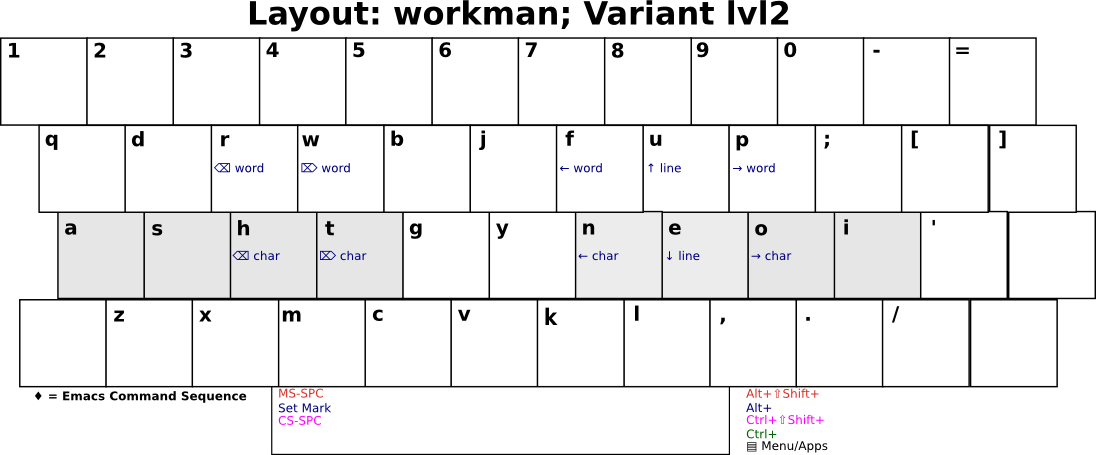 Layout: workman; Variant lvl2
1 2 3 4 5 6 7 8 9 0 - =
q d r w b j f u p ; [ ]
⌫ word ⌦ word ← word ↑ line → word
a s h t g y n e o i '
⌫ char ⌦ char ← char ↓ line → char
z x m c v k l , . /
♦ = Emacs Command Sequence
MS-SPC
Set Mark
CS-SPC
Alt+⇧Shift+
Alt+
Ctrl+⇧Shift+
Ctrl+
▤ Menu/Apps